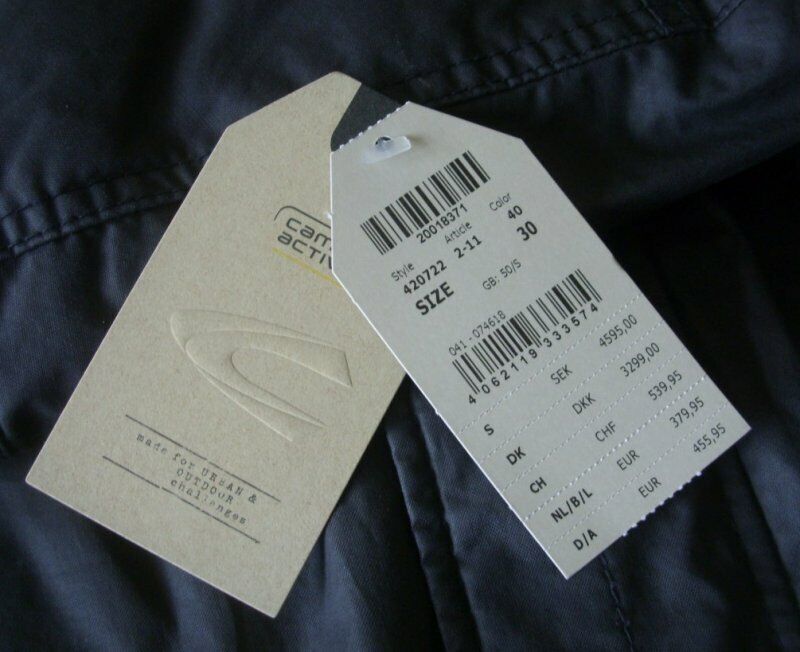 camel
ACTIV
made for URBAN &
OUTDOOR
challenges
20018371
Style Article Color
420722 2-11 40
SIZE GB: 50/S 30
041-074618
4 062119 333574
S SEK 4595,00
DK DKK 3299,00
CH CHF 539,95
NL/B/L EUR 379,95
D/A EUR 455,95